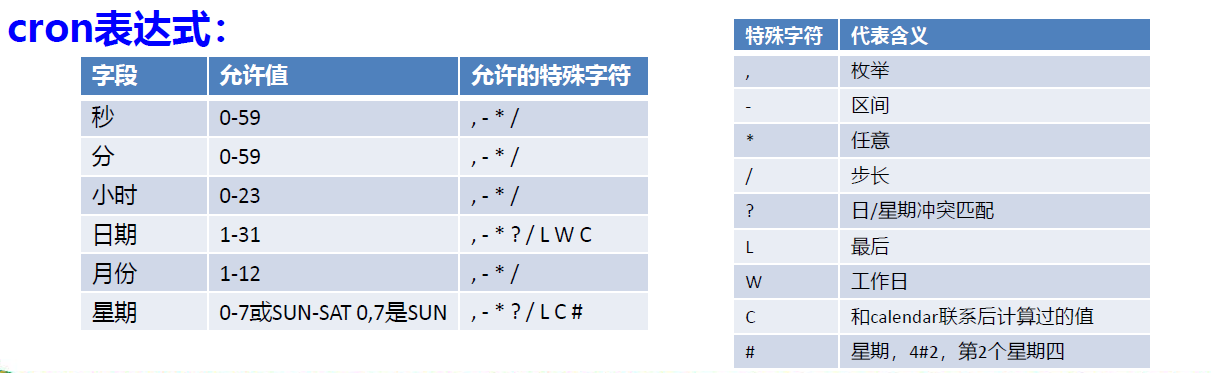 cron表达式：
字段 允许值 允许的特殊字符
秒 0-59 , - * /
分 0-59 , - * /
小时 0-23 , - * /
日期 1-31 , - * ? / L W C
月份 1-12 , - * /
星期 0-7或SUN-SAT 0,7是SUN , - * ? / L C #
特殊字符 代表含义
, 枚举
- 区间
* 任意
/ 步长
? 日/星期冲突匹配
L 最后
W 工作日
C 和calendar联系后计算过的值
# 星期，4#2，第2个星期四